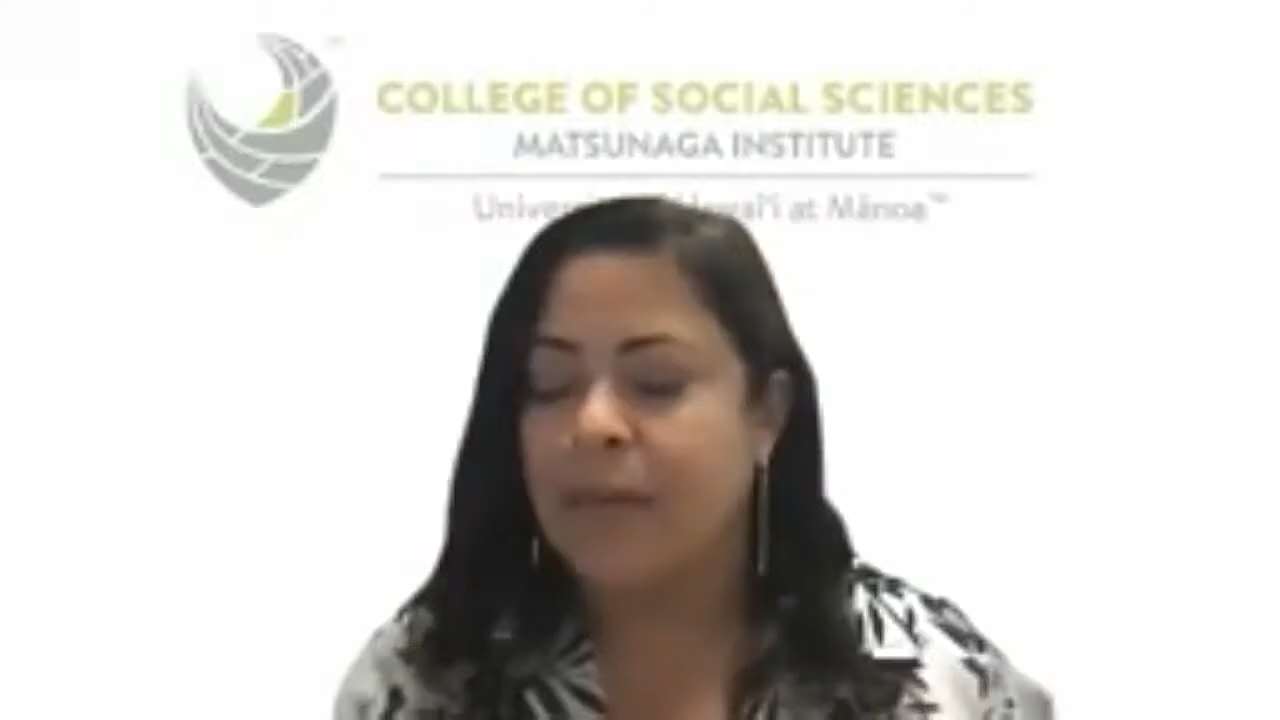 COLLEGE OF SOCIAL SCIENCES
MATSUNAGA INSTITUTE
at Mānoa™